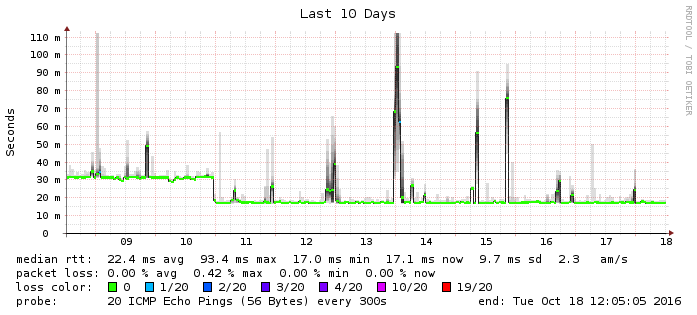 Last 10 Days
RRDTOOL / TOBI OETIKER
Seconds
110 m
100 m
90 m
80 m
70 m
60 m
50 m
40 m
30 m
20 m
10 m
0
09 10 11 12 13 14 15 16 17 18
median rtt: 22.4 ms avg 93.4 ms max 17.0 ms min 17.1 ms now 9.7 ms sd 2.3 am/s
packet loss: 0.00 % avg 0.42 % max 0.00 % min 0.00 % now
loss color: 0 1/20 2/20 3/20 4/20 10/20 19/20
probe: 20 ICMP Echo Pings (56 Bytes) every 300s end: Tue Oct 18 12:05:05 2016